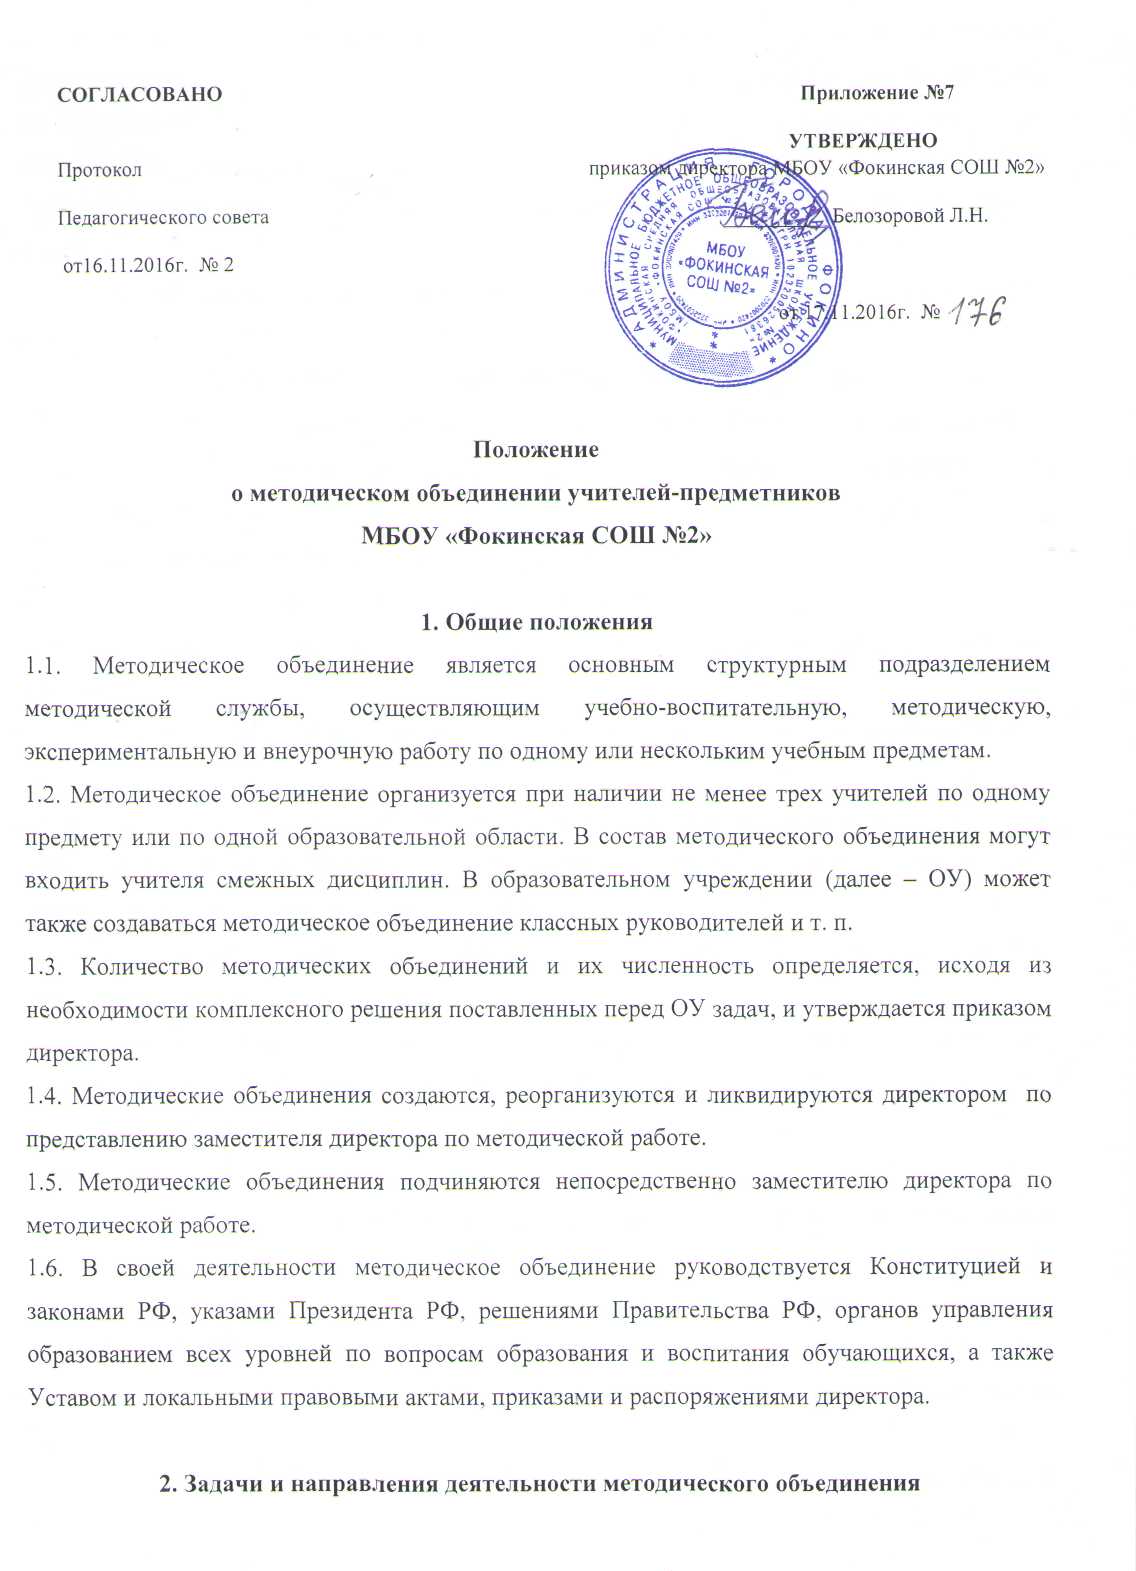 СОГЛАСОВАНО
Приложение №7
УТВЕРЖДЕНО
Протокол
приказом директора МБОУ «Фокинская СОШ №2»
Педагогического совета
Белозоровой Л.Н.
от16.11.2016г. № 2
от 17.11.2016г. № 176
АДМИНИСТРАЦИЯ ГОРОДА ФОКИНО
МУНИЦИПАЛЬНОЕ БЮДЖЕТНОЕ ОБЩЕОБРАЗОВАТЕЛЬНОЕ УЧРЕЖДЕНИЕ
МБОУ
«ФОКИНСКАЯ
СОШ №2»
Положение
о методическом объединении учителей-предметников
МБОУ «Фокинская СОШ №2»
1. Общие положения
1.1. Методическое объединение является основным структурным подразделением
методической службы, осуществляющим учебно-воспитательную, методическую,
экспериментальную и внеурочную работу по одному или нескольким учебным предметам.
1.2. Методическое объединение организуется при наличии не менее трех учителей по одному
предмету или по одной образовательной области. В состав методического объединения могут
входить учителя смежных дисциплин. В образовательном учреждении (далее – ОУ) может
также создаваться методическое объединение классных руководителей и т. п.
1.3. Количество методических объединений и их численность определяется, исходя из
необходимости комплексного решения поставленных перед ОУ задач, и утверждается приказом
директора.
1.4. Методические объединения создаются, реорганизуются и ликвидируются директором по
представлению заместителя директора по методической работе.
1.5. Методические объединения подчиняются непосредственно заместителю директора по
методической работе.
1.6. В своей деятельности методическое объединение руководствуется Конституцией и
законами РФ, указами Президента РФ, решениями Правительства РФ, органов управления
образованием всех уровней по вопросам образования и воспитания обучающихся, а также
Уставом и локальными правовыми актами, приказами и распоряжениями директора.
2. Задачи и направления деятельности методического объединения